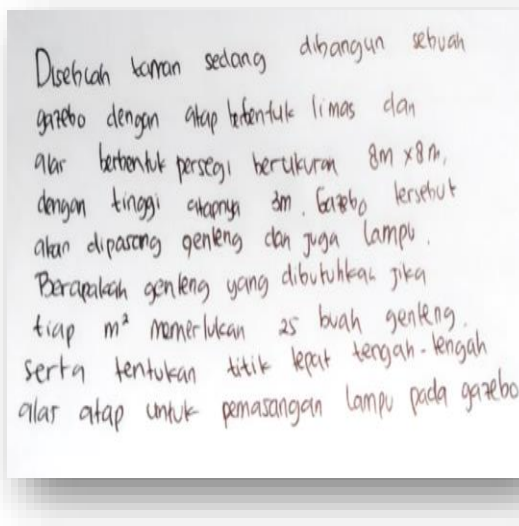 Disebuah taman sedang dibangun sebuah
gazebo dengan atap berbentuk limas dan
alas berbentuk persegi berukuran 8m x 8m,
dengan tinggi atapnya 3m. Gazebo tersebut
akan dipasang genteng dan juga lampu.
Berapakah genteng yang dibutuhkan jika
tiap m² memerlukan 25 buah genteng.
serta tentukan titik tepat tengah-tengah
alas atap untuk pemasangan lampu pada gazebo